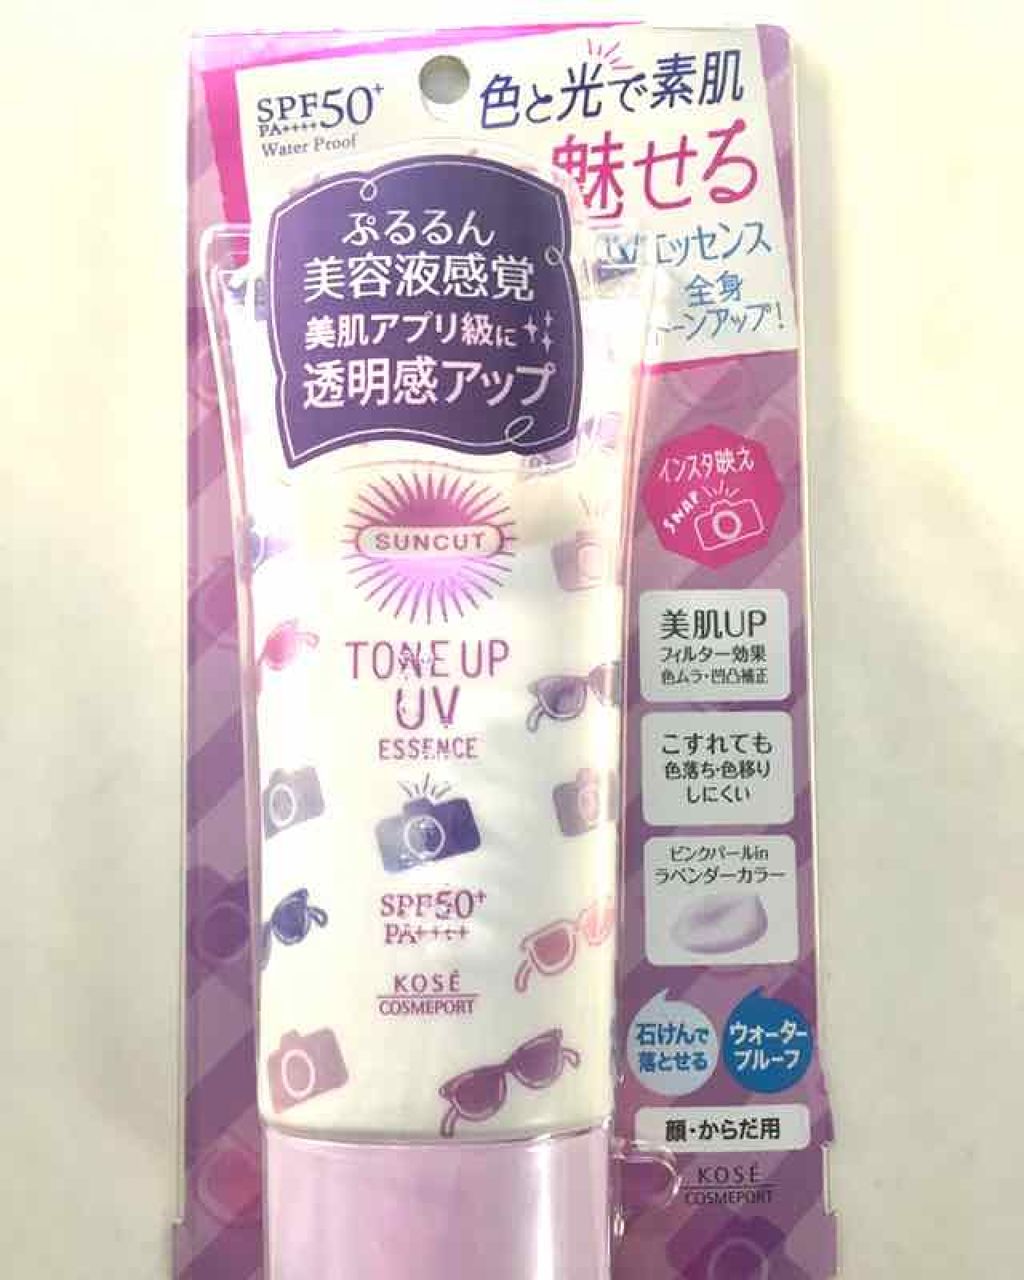 SPF50+
PA++++
Water Proof
色と光で素肌
魅せる
UVエッセンス
全身
ーンアップ!
ぷるるん
美容液感覚
美肌アプリ級に
透明感アップ
SUNCUT
TONE UP
UV
ESSENCE
SPF50+
PA++++
KOSÉ
COSMEPORT
インスタ映え
SNAP
美肌UP
フィルター効果
色ムラ・凹凸補正
こすれても
色落ち・色移り
しにくい
ピンクパールin
ラベンダーカラー
石けんで
落とせる
ウォーター
プルーフ
顔・からだ用
KOSÉ
COSMEPORT